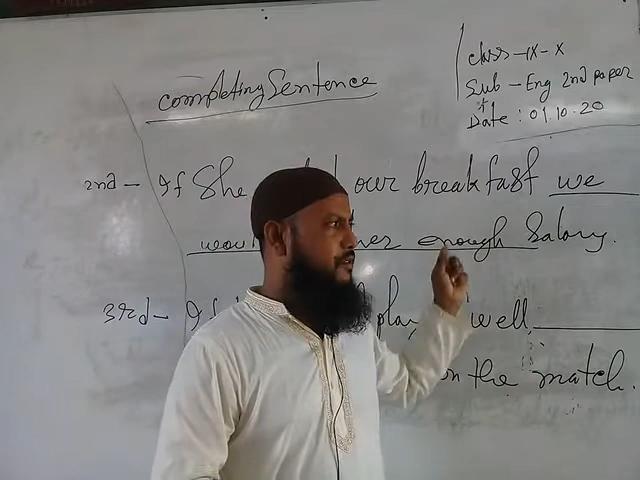 Class-IX-X
Sub - Eng 2nd paper
Date : 01.10.20
Completing Sentence
2nd - If She our breakfast we
enough Salary.
3rd - If well,
the match.